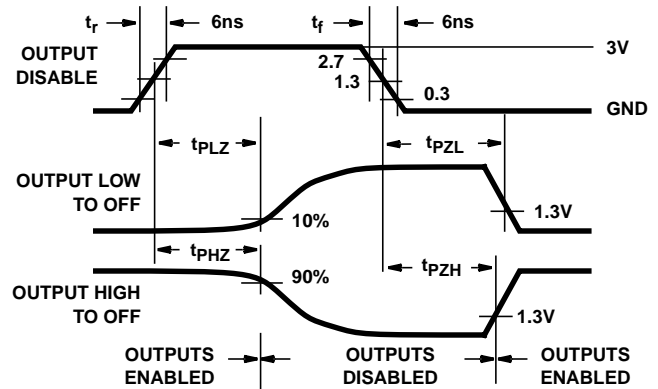 tr 6ns tf 6ns
OUTPUT
DISABLE
2.7
1.3
0.3
3V
GND
tPLZ tPZL
OUTPUT LOW
TO OFF
10%
1.3V
tPHZ tPZH
OUTPUT HIGH
TO OFF
90%
1.3V
OUTPUTS
ENABLED
OUTPUTS
DISABLED
OUTPUTS
ENABLED